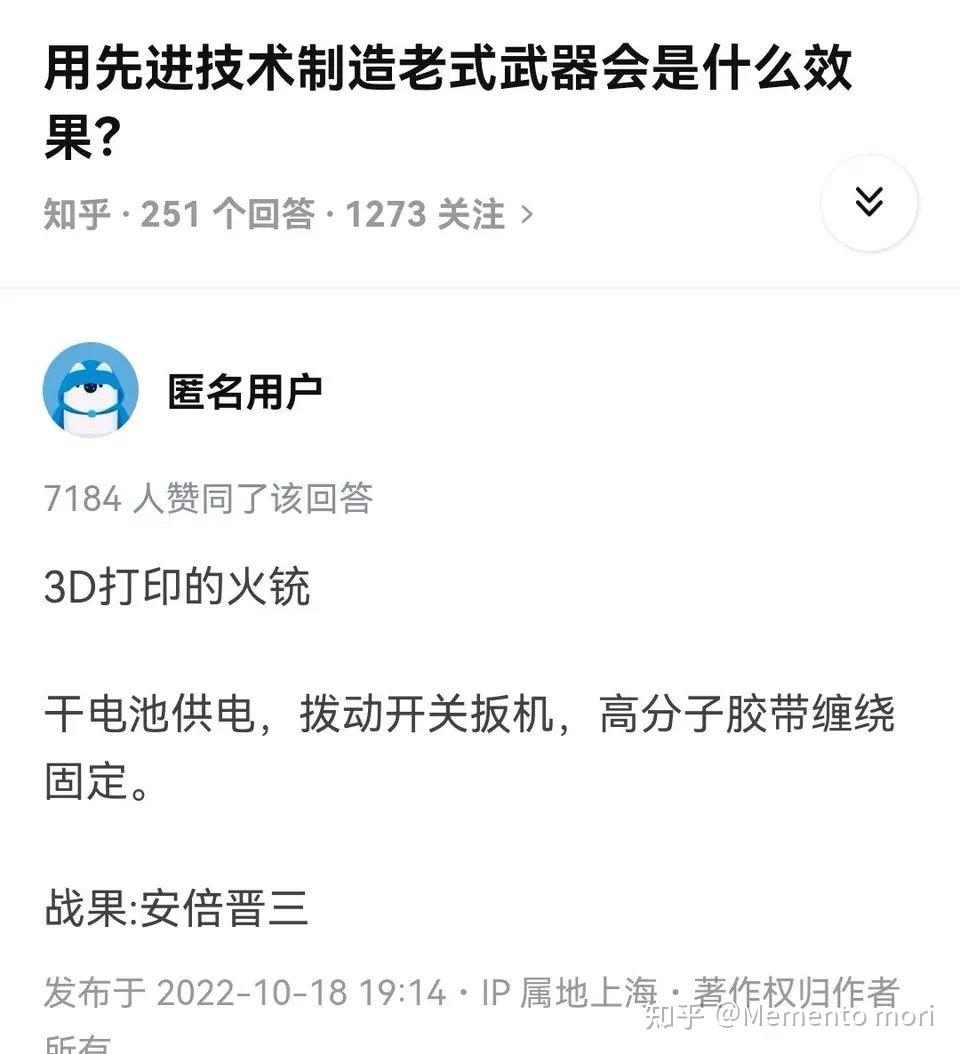 用先进技术制造老式武器会是什么效
果？
知乎 · 251 个回答 · 1273 关注 >
匿名用户
7184 人赞同了该回答
3D打印的火铳
干电池供电，拨动开关扳机，高分子胶带缠绕
固定。
战果:安倍晋三
发布于 2022-10-18 19:14 · IP 属地上海 · 著作权归作者
所有
知乎 @Memento mori